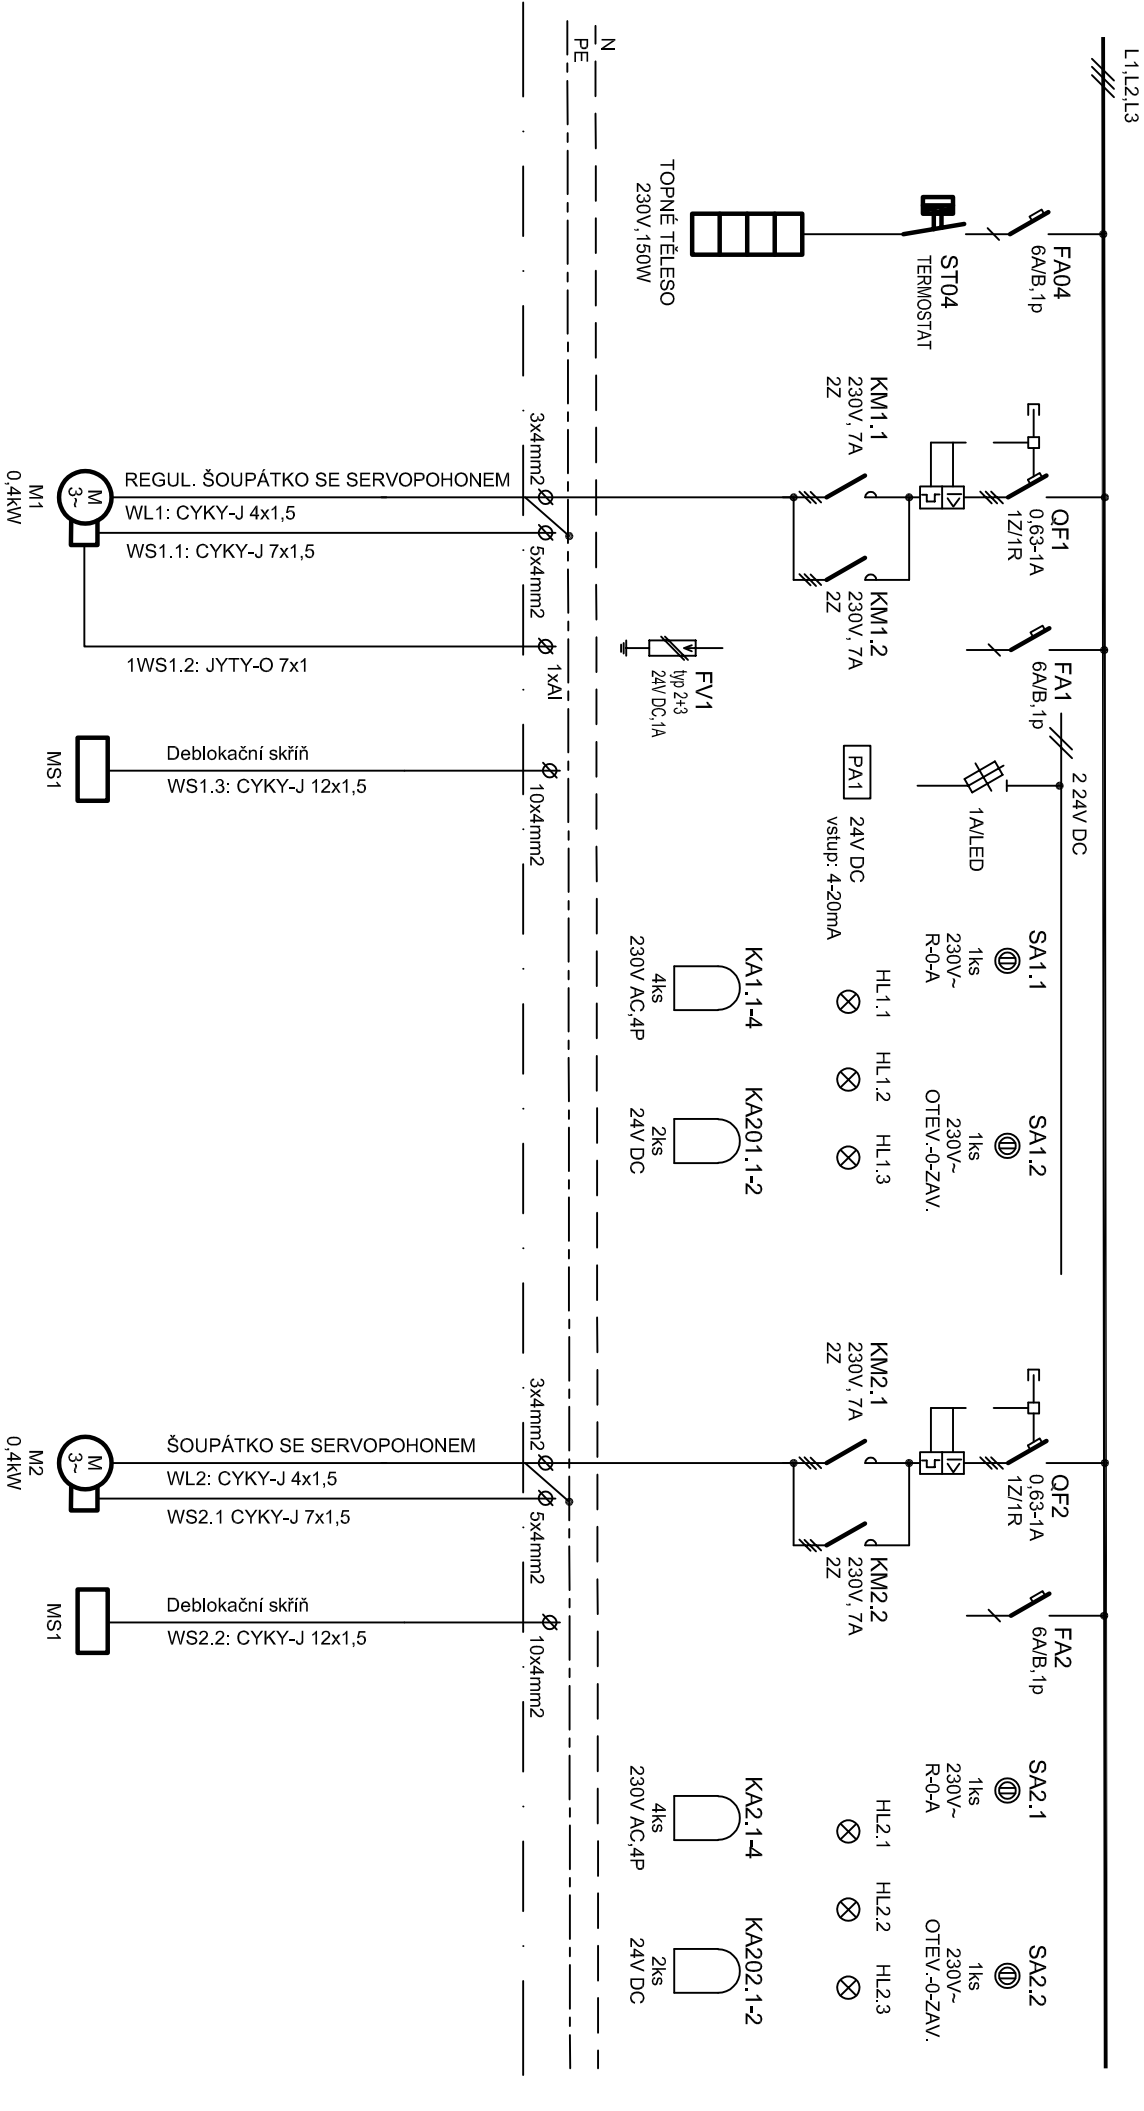 L1,L2,L3
N
PE
FA04
6A/B,1p
ST04
TERMOSTAT
TOPNÉ TĚLESO
230V,150W
QF1
0,63-1A
1Z/1R
KM1.1
230V, 7A
2Z
KM1.2
230V, 7A
2Z
FA1
6A/B,1p
FV1
typ 2+3
24V DC,1A
2 24V DC
1A/LED
PA1
24V DC
vstup: 4-20mA
SA1.1
1ks
230V~
R-0-A
SA1.2
1ks
230V~
OTEV.-0-ZAV.
HL1.1
HL1.2
HL1.3
KA1.1-4
4ks
230V AC,4P
KA201.1-2
2ks
24V DC
3x4mm2
5x4mm2
1xAI
10x4mm2
REGUL. ŠOUPÁTKO SE SERVOPOHONEM
WL1: CYKY-J 4x1,5
WS1.1: CYKY-J 7x1,5
1WS1.2: JYTY-O 7x1
Deblokační skříň
WS1.3: CYKY-J 12x1,5
M
3~
M1
0,4kW
MS1
QF2
0,63-1A
1Z/1R
KM2.1
230V, 7A
2Z
KM2.2
230V, 7A
2Z
FA2
6A/B,1p
SA2.1
1ks
230V~
R-0-A
SA2.2
1ks
230V~
OTEV.-0-ZAV.
HL2.1
HL2.2
HL2.3
KA2.1-4
4ks
230V AC,4P
KA202.1-2
2ks
24V DC
3x4mm2
5x4mm2
10x4mm2
ŠOUPÁTKO SE SERVOPOHONEM
WL2: CYKY-J 4x1,5
WS2.1 CYKY-J 7x1,5
Deblokační skříň
WS2.2: CYKY-J 12x1,5
M
3~
M2
0,4kW
MS1